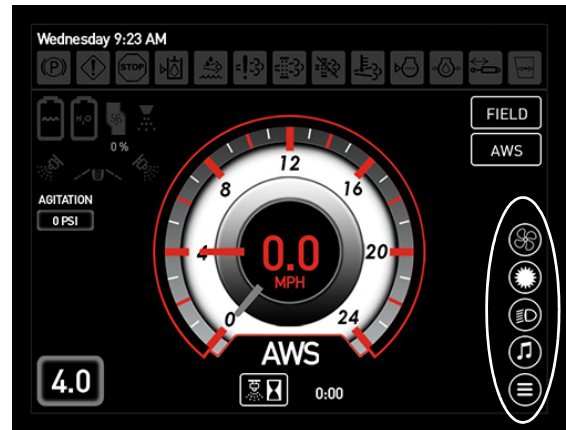 Wednesday 9:23 AM
(P)
STOP
H₂O
0 %
FIELD
AWS
AGITATION
0 PSI
12
8
16
4
20
0
24
0.0
MPH
AWS
4.0
0:00